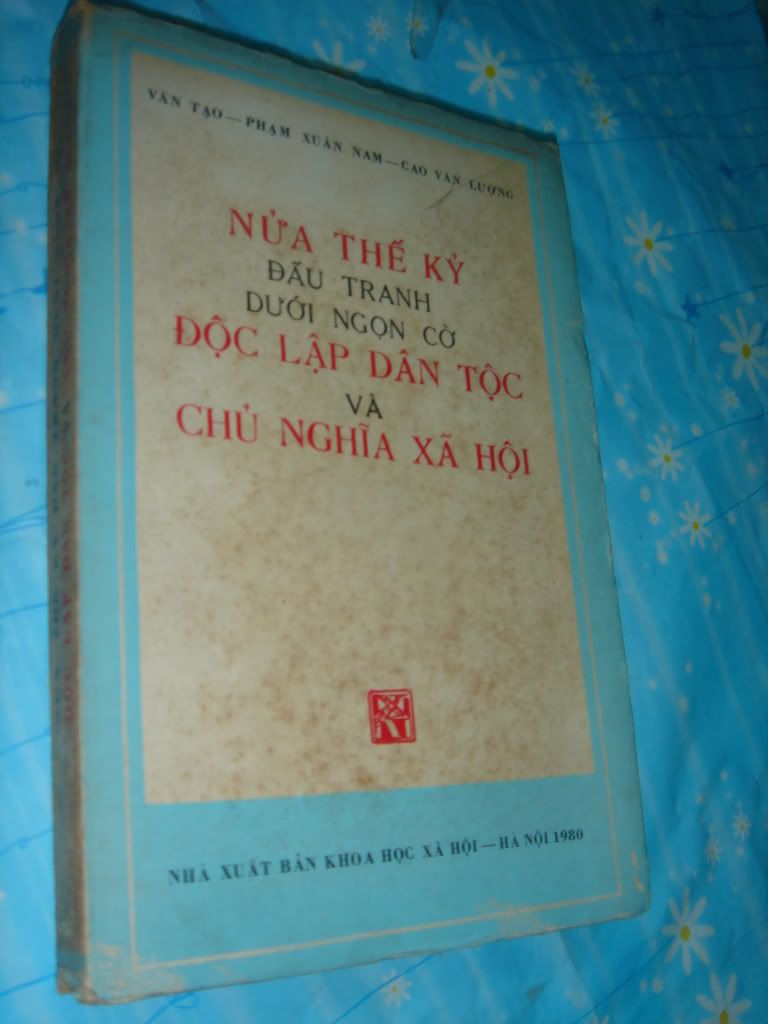 VĂN TẠO — PHẠM XUÂN NAM — CAO VĂN LƯỢNG
NỬA THẾ KỶ
ĐẤU TRANH
DƯỚI NGỌN CỜ
ĐỘC LẬP DÂN TỘC
VÀ
CHỦ NGHĨA XÃ HỘI
NHÀ XUẤT BẢN KHOA HỌC XÃ HỘI — HÀ NỘI 1980